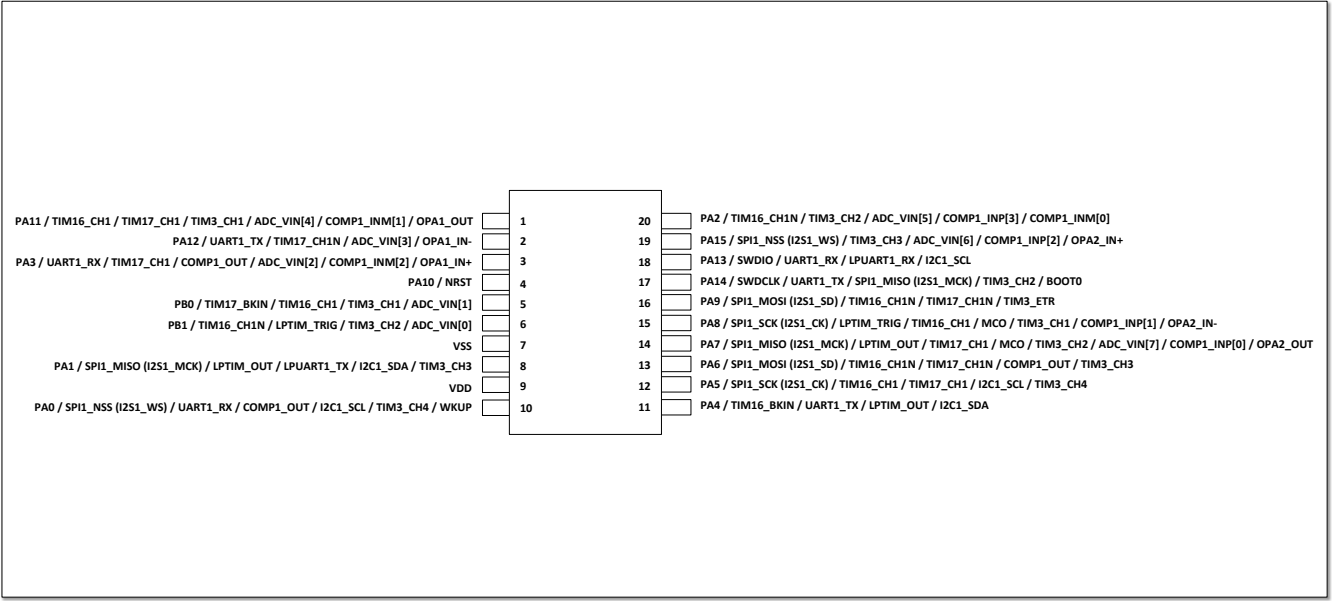 PA11 / TIM16_CH1 / TIM17_CH1 / TIM3_CH1 / ADC_VIN[4] / COMP1_INM[1] / OPA1_OUT 1
PA12 / UART1_TX / TIM17_CH1N / ADC_VIN[3] / OPA1_IN- 2
PA3 / UART1_RX / TIM17_CH1 / COMP1_OUT / ADC_VIN[2] / COMP1_INM[2] / OPA1_IN+ 3
PA10 / NRST 4
PB0 / TIM17_BKIN / TIM16_CH1 / TIM3_CH1 / ADC_VIN[1] 5
PB1 / TIM16_CH1N / LPTIM_TRIG / TIM3_CH2 / ADC_VIN[0] 6
VSS 7
PA1 / SPI1_MISO (I2S1_MCK) / LPTIM_OUT / LPUART1_TX / I2C1_SDA / TIM3_CH3 8
VDD 9
PA0 / SPI1_NSS (I2S1_WS) / UART1_RX / COMP1_OUT / I2C1_SCL / TIM3_CH4 / WKUP 10
20 PA2 / TIM16_CH1N / TIM3_CH2 / ADC_VIN[5] / COMP1_INP[3] / COMP1_INM[0]
19 PA15 / SPI1_NSS (I2S1_WS) / TIM3_CH3 / ADC_VIN[6] / COMP1_INP[2] / OPA2_IN+
18 PA13 / SWDIO / UART1_RX / LPUART1_RX / I2C1_SCL
17 PA14 / SWDCLK / UART1_TX / SPI1_MISO (I2S1_MCK) / TIM3_CH2 / BOOT0
16 PA9 / SPI1_MOSI (I2S1_SD) / TIM16_CH1N / TIM17_CH1N / TIM3_ETR
15 PA8 / SPI1_SCK (I2S1_CK) / LPTIM_TRIG / TIM16_CH1 / MCO / TIM3_CH1 / COMP1_INP[1] / OPA2_IN-
14 PA7 / SPI1_MISO (I2S1_MCK) / LPTIM_OUT / TIM17_CH1 / MCO / TIM3_CH2 / ADC_VIN[7] / COMP1_INP[0] / OPA2_OUT
13 PA6 / SPI1_MOSI (I2S1_SD) / TIM16_CH1N / TIM17_CH1N / COMP1_OUT / TIM3_CH3
12 PA5 / SPI1_SCK (I2S1_CK) / TIM16_CH1 / TIM17_CH1 / I2C1_SCL / TIM3_CH4
11 PA4 / TIM16_BKIN / UART1_TX / LPTIM_OUT / I2C1_SDA